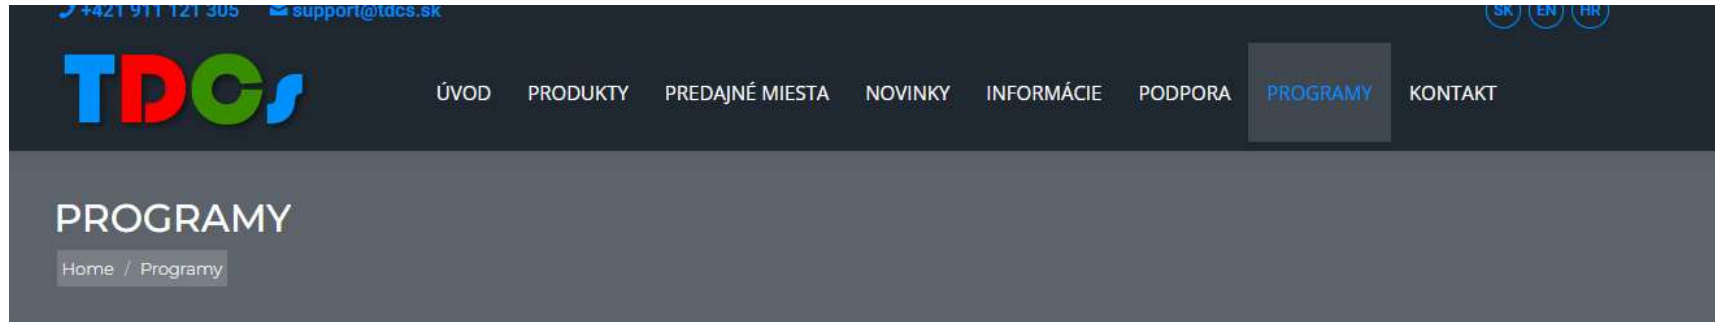 +421 911 121 305 support@tdcs.sk SK EN HR
TDCs
ÚVOD PRODUKTY PREDAJNÉ MIESTA NOVINKY INFORMÁCIE PODPORA PROGRAMY KONTAKT
PROGRAMY
Home / Programy